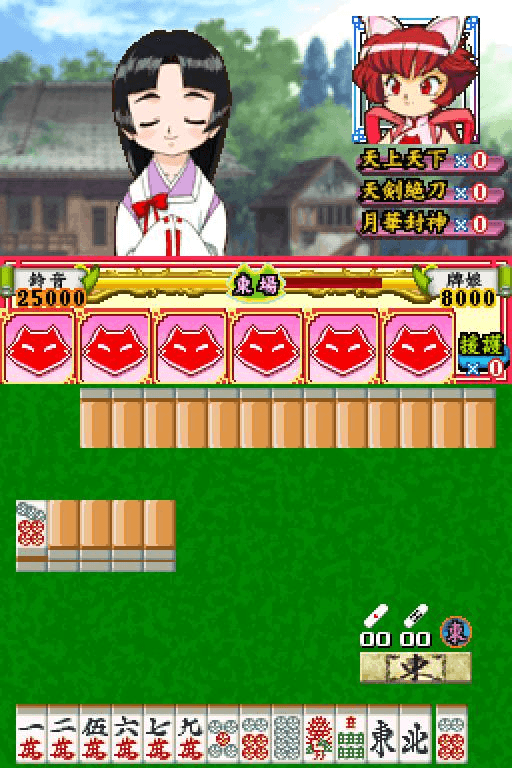 天上天下 ×0
天剣絶刀 ×0
月華封神 ×0
鈴音 東場 牌娘
25000 8000
援護
×0
00 00 東
東
一萬 二萬 伍萬 六萬 七萬 九萬 東 北